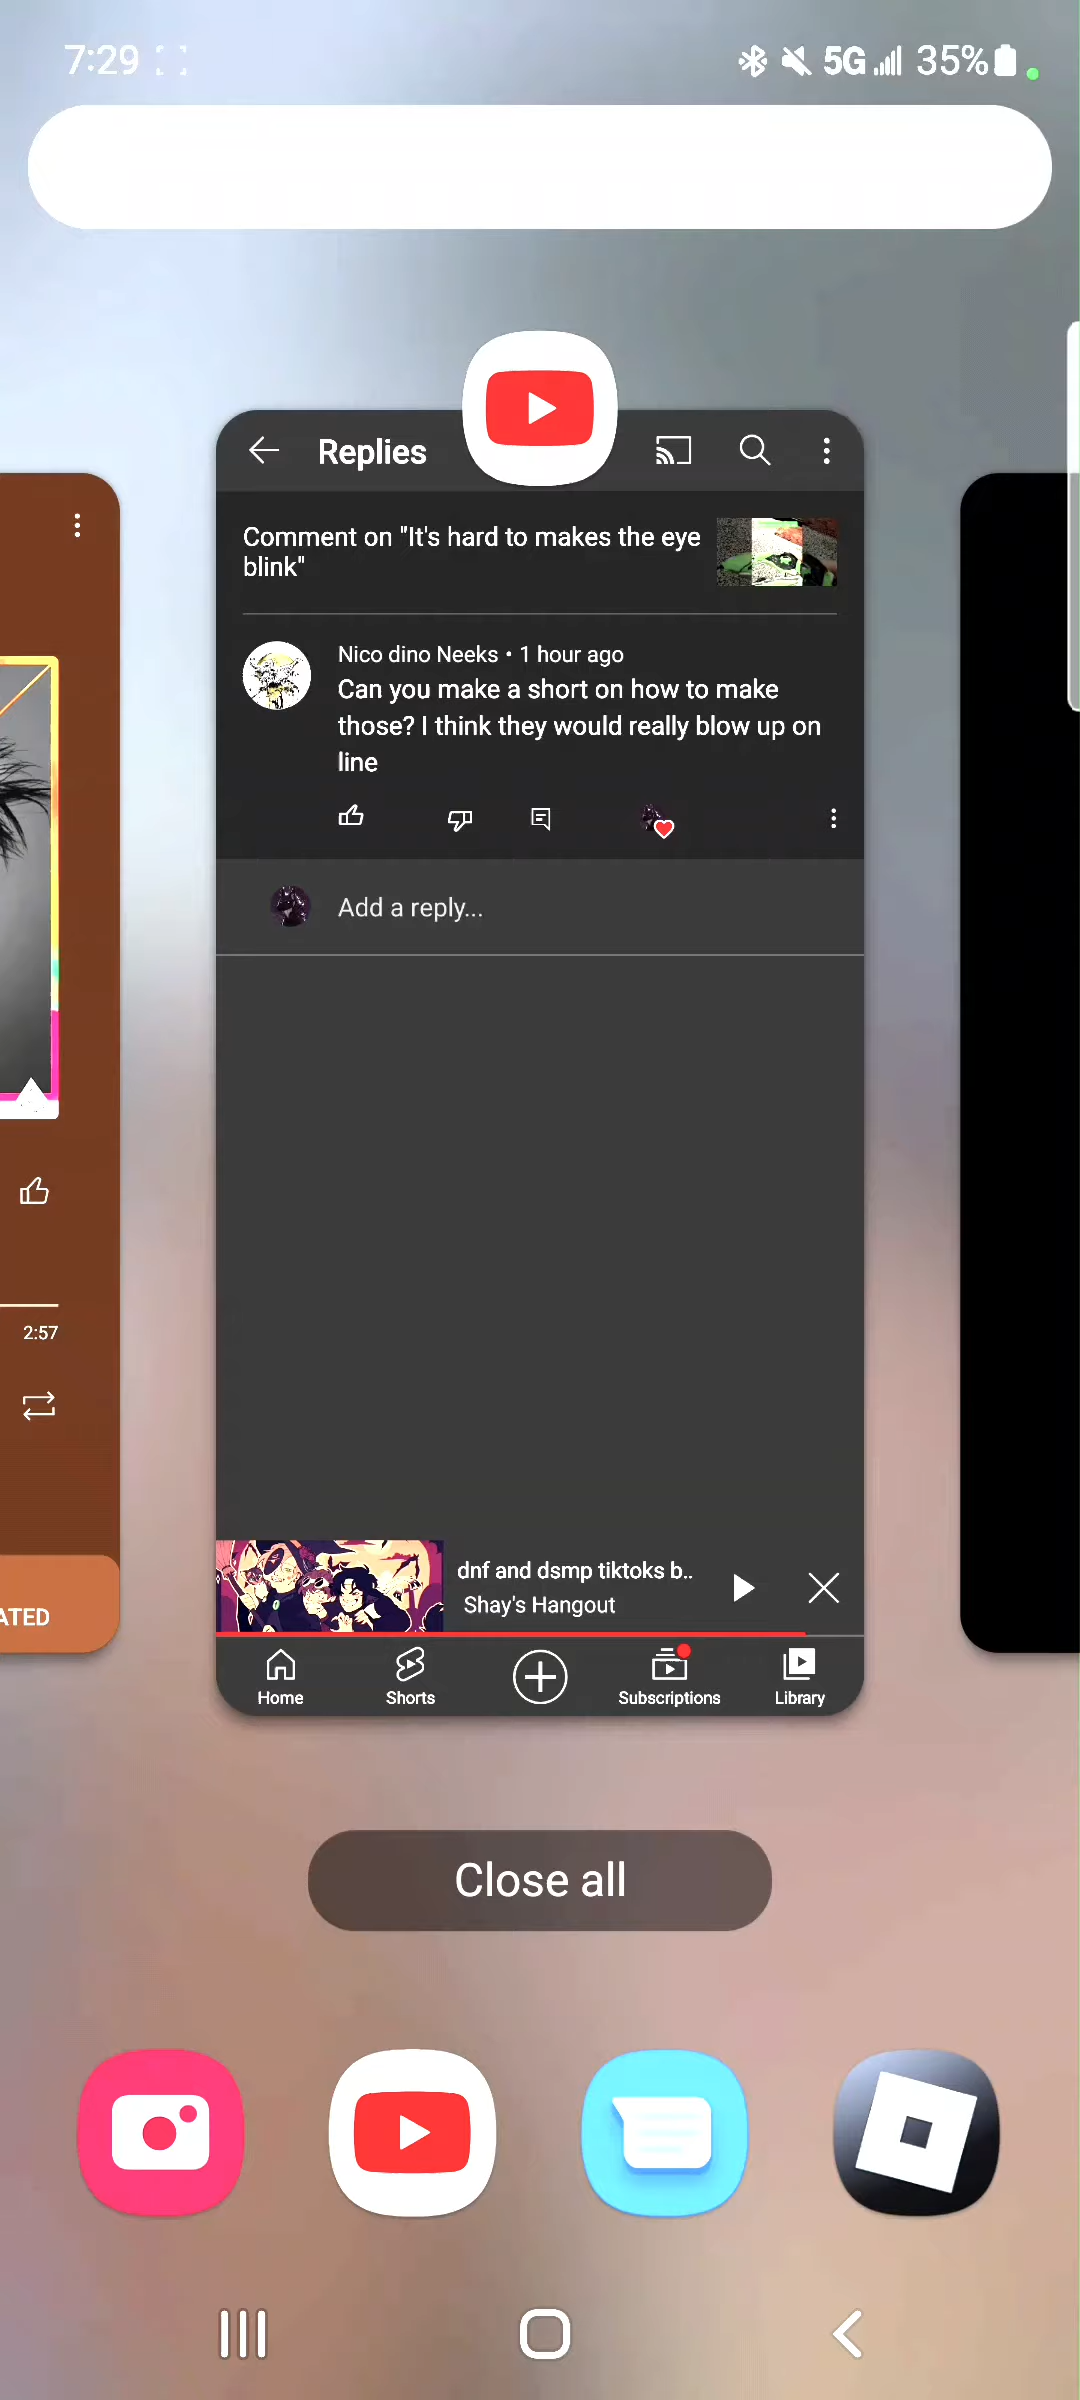 7:29
5G 35%
Replies
Comment on "It's hard to makes the eye
blink"
Nico dino Neeks • 1 hour ago
Can you make a short on how to make
those? I think they would really blow up on
line
Add a reply...
2:57
ATED
dnf and dsmp tiktoks b..
Shay's Hangout
Home
Shorts
Subscriptions
Library
Close all